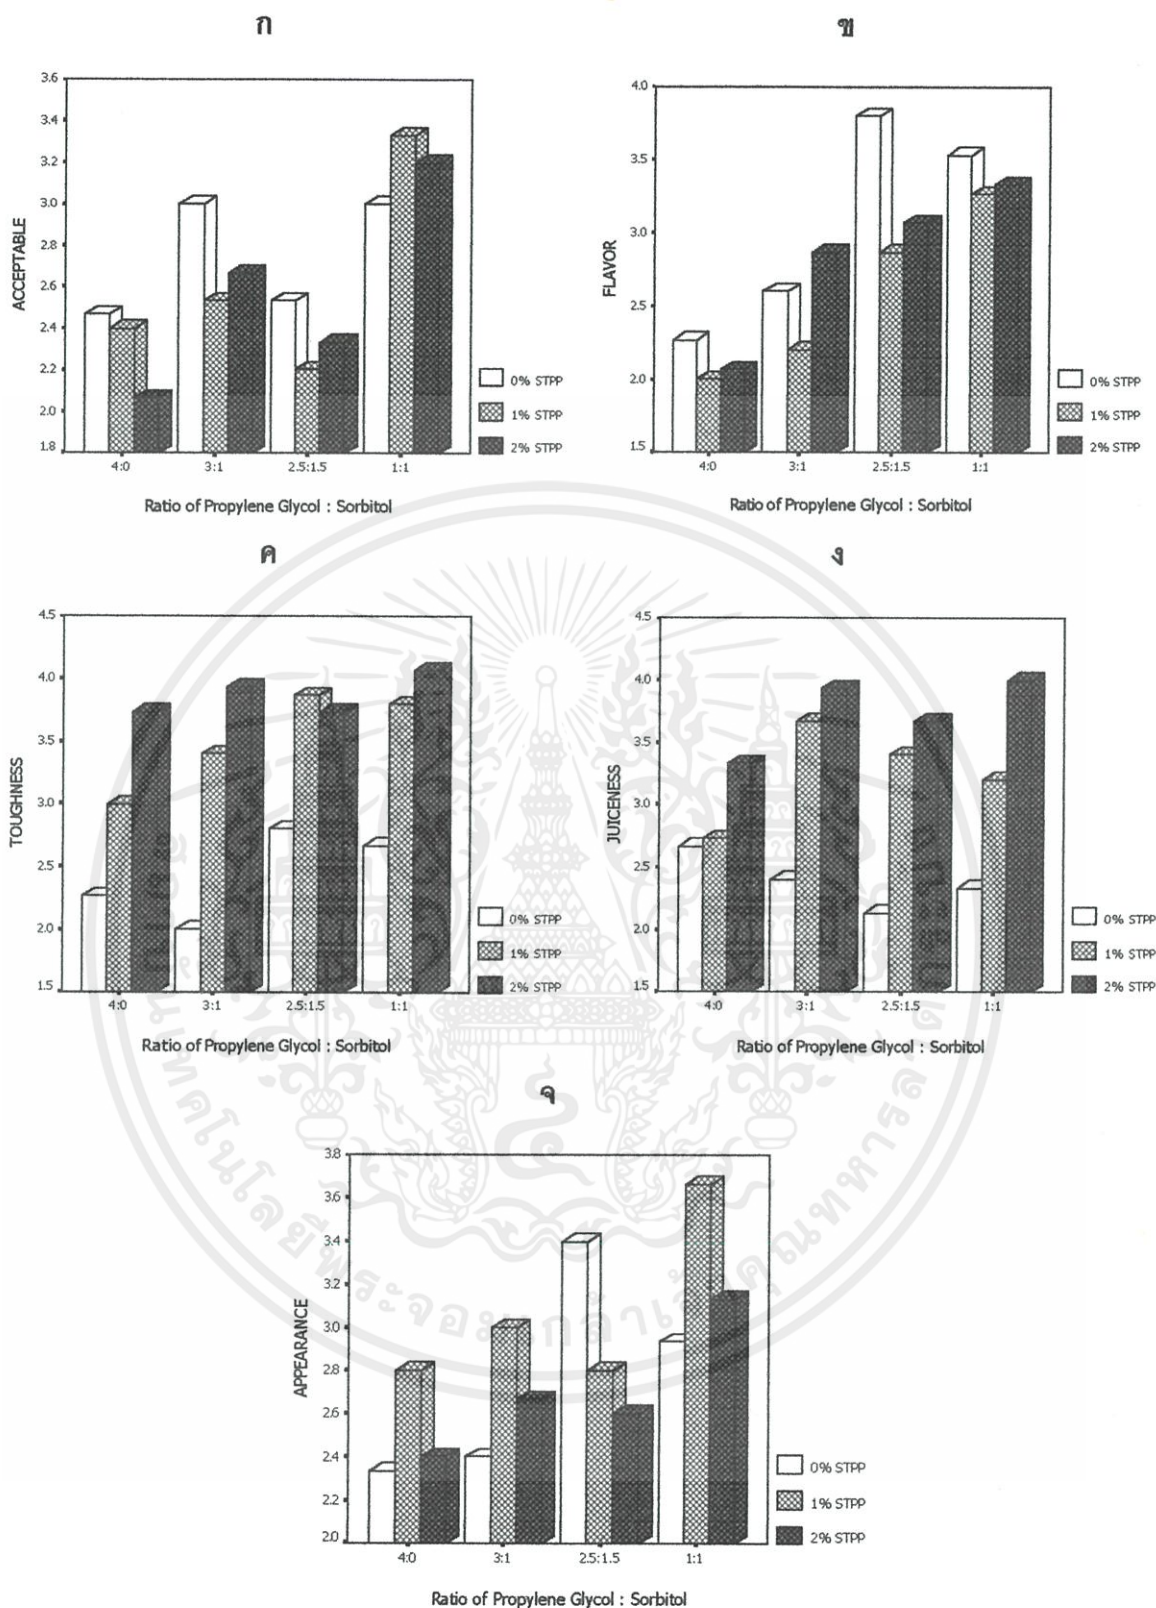 ก
ข
3.6
3.4
3.2
3.0
2.8
2.6
2.4
2.2
2.0
1.8
ACCEPTABLE
4:0 3:1 2.5:1.5 1:1
Ratio of Propylene Glycol : Sorbitol
0% STPP
1% STPP
2% STPP
4.0
3.5
3.0
2.5
2.0
1.5
FLAVOR
4:0 3:1 2.5:1.5 1:1
Ratio of Propylene Glycol : Sorbitol
0% STPP
1% STPP
2% STPP
ค
ง
4.5
4.0
3.5
3.0
2.5
2.0
1.5
TOUGHNESS
4:0 3:1 2.5:1.5 1:1
Ratio of Propylene Glycol : Sorbitol
0% STPP
1% STPP
2% STPP
4.5
4.0
3.5
3.0
2.5
2.0
1.5
JUICENESS
4:0 3:1 2.5:1.5 1:1
Ratio of Propylene Glycol : Sorbitol
0% STPP
1% STPP
2% STPP
จ
3.8
3.6
3.4
3.2
3.0
2.8
2.6
2.4
2.2
2.0
APPEARANCE
4:0 3:1 2.5:1.5 1:1
Ratio of Propylene Glycol : Sorbitol
0% STPP
1% STPP
2% STPP